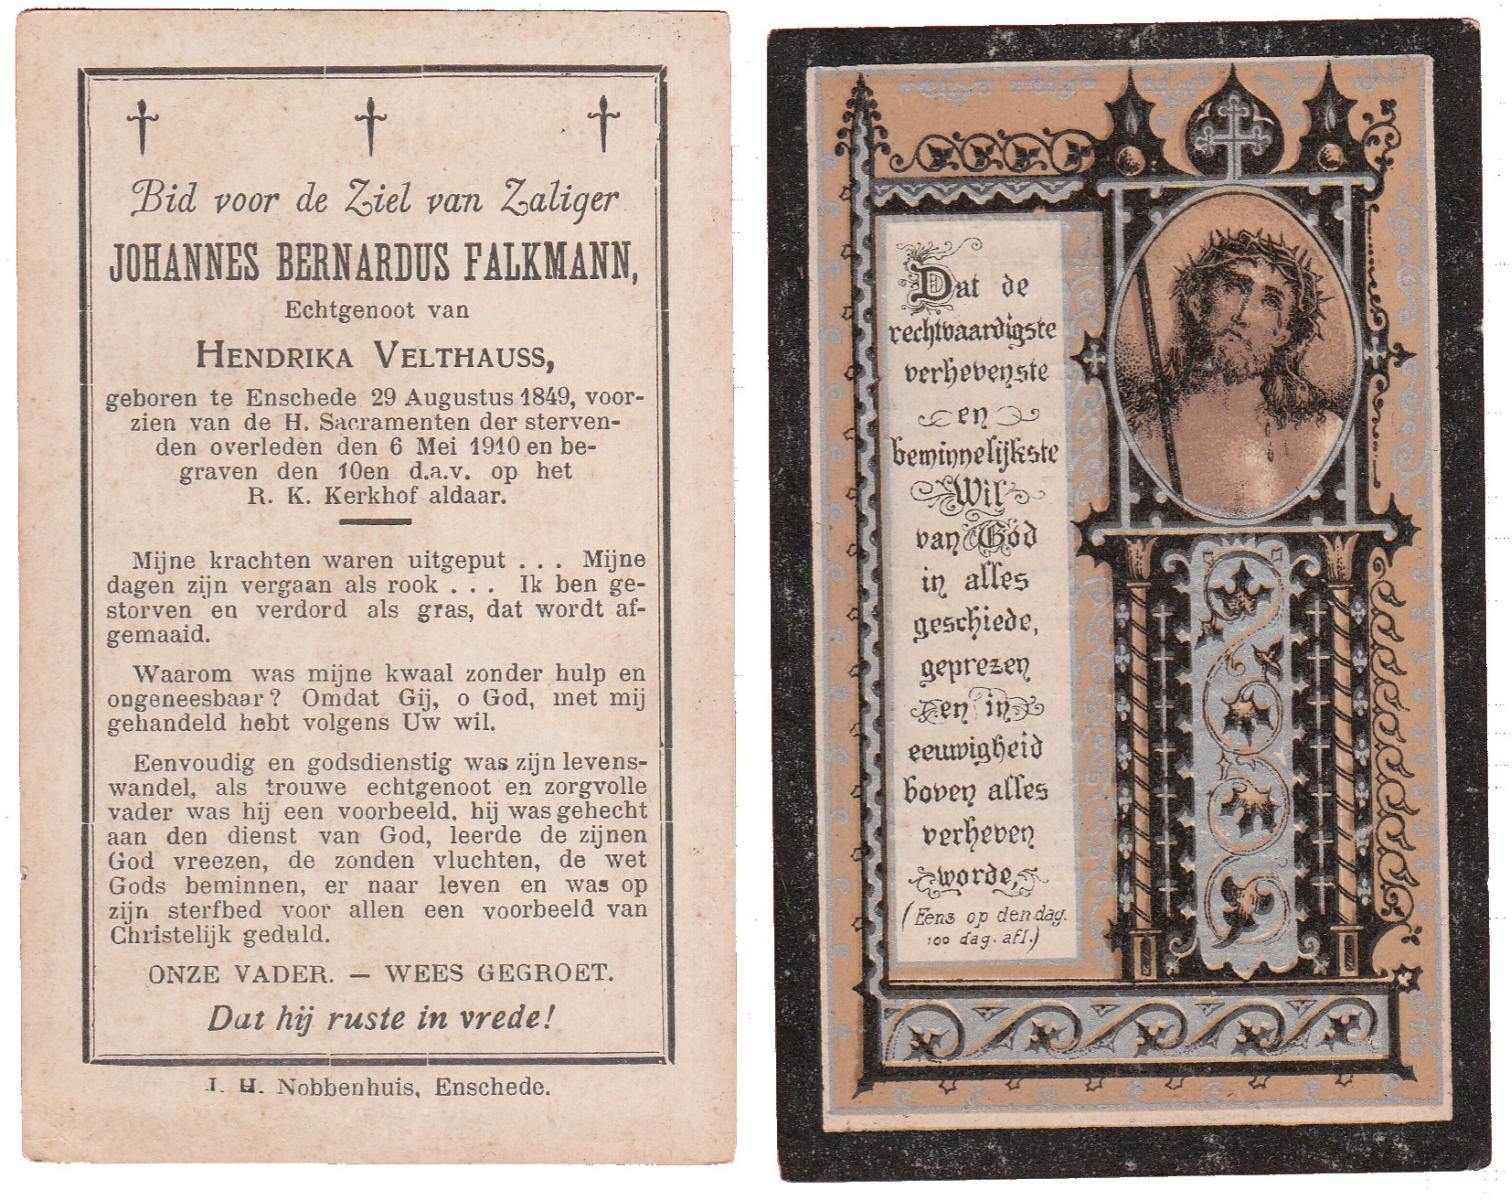 Bid voor de Ziel van Zaliger
JOHANNES BERNARDUS FALKMANN,
Echtgenoot van
HENDRIKA VELTHAUSS,
geboren te Enschede 29 Augustus 1849, voor-
zien van de H. Sacramenten der sterven-
den overleden den 6 Mei 1910 en be-
graven den 10en d.a.v. op het
R. K. Kerkhof aldaar.
Mijne krachten waren uitgeput . . . Mijne
dagen zijn vergaan als rook . . . Ik ben ge-
storven en verdord als gras, dat wordt af-
gemaaid.
Waarom was mijne kwaal zonder hulp en
ongeneesbaar? Omdat Gij, o God, met mij
gehandeld hebt volgens Uw wil.
Eenvoudig en godsdienstig was zijn levens-
wandel, als trouwe echtgenoot en zorgvolle
vader was hij een voorbeeld, hij was gehecht
aan den dienst van God, leerde de zijnen
God vreezen, de zonden vluchten, de wet
Gods beminnen, er naar leven en was op
zijn sterfbed voor allen een voorbeeld van
Christelijk geduld.
ONZE VADER. — WEES GEGROET.
Dat hij ruste in vrede!
J. H. Nobbenhuis, Enschede.
Dat de
rechtvaardigste
verhevenste
en
beminnelijkste
Wil
van God
in alles
geschiede,
geprezen
en in
eeuwigheid
boven alles
verheven
worde,
(Eens op den dag.
100 dag. afl.)